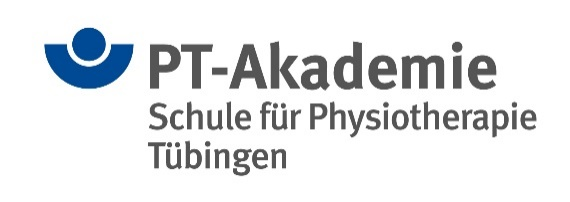 PT-Akademie
Schule für Physiotherapie
Tübingen